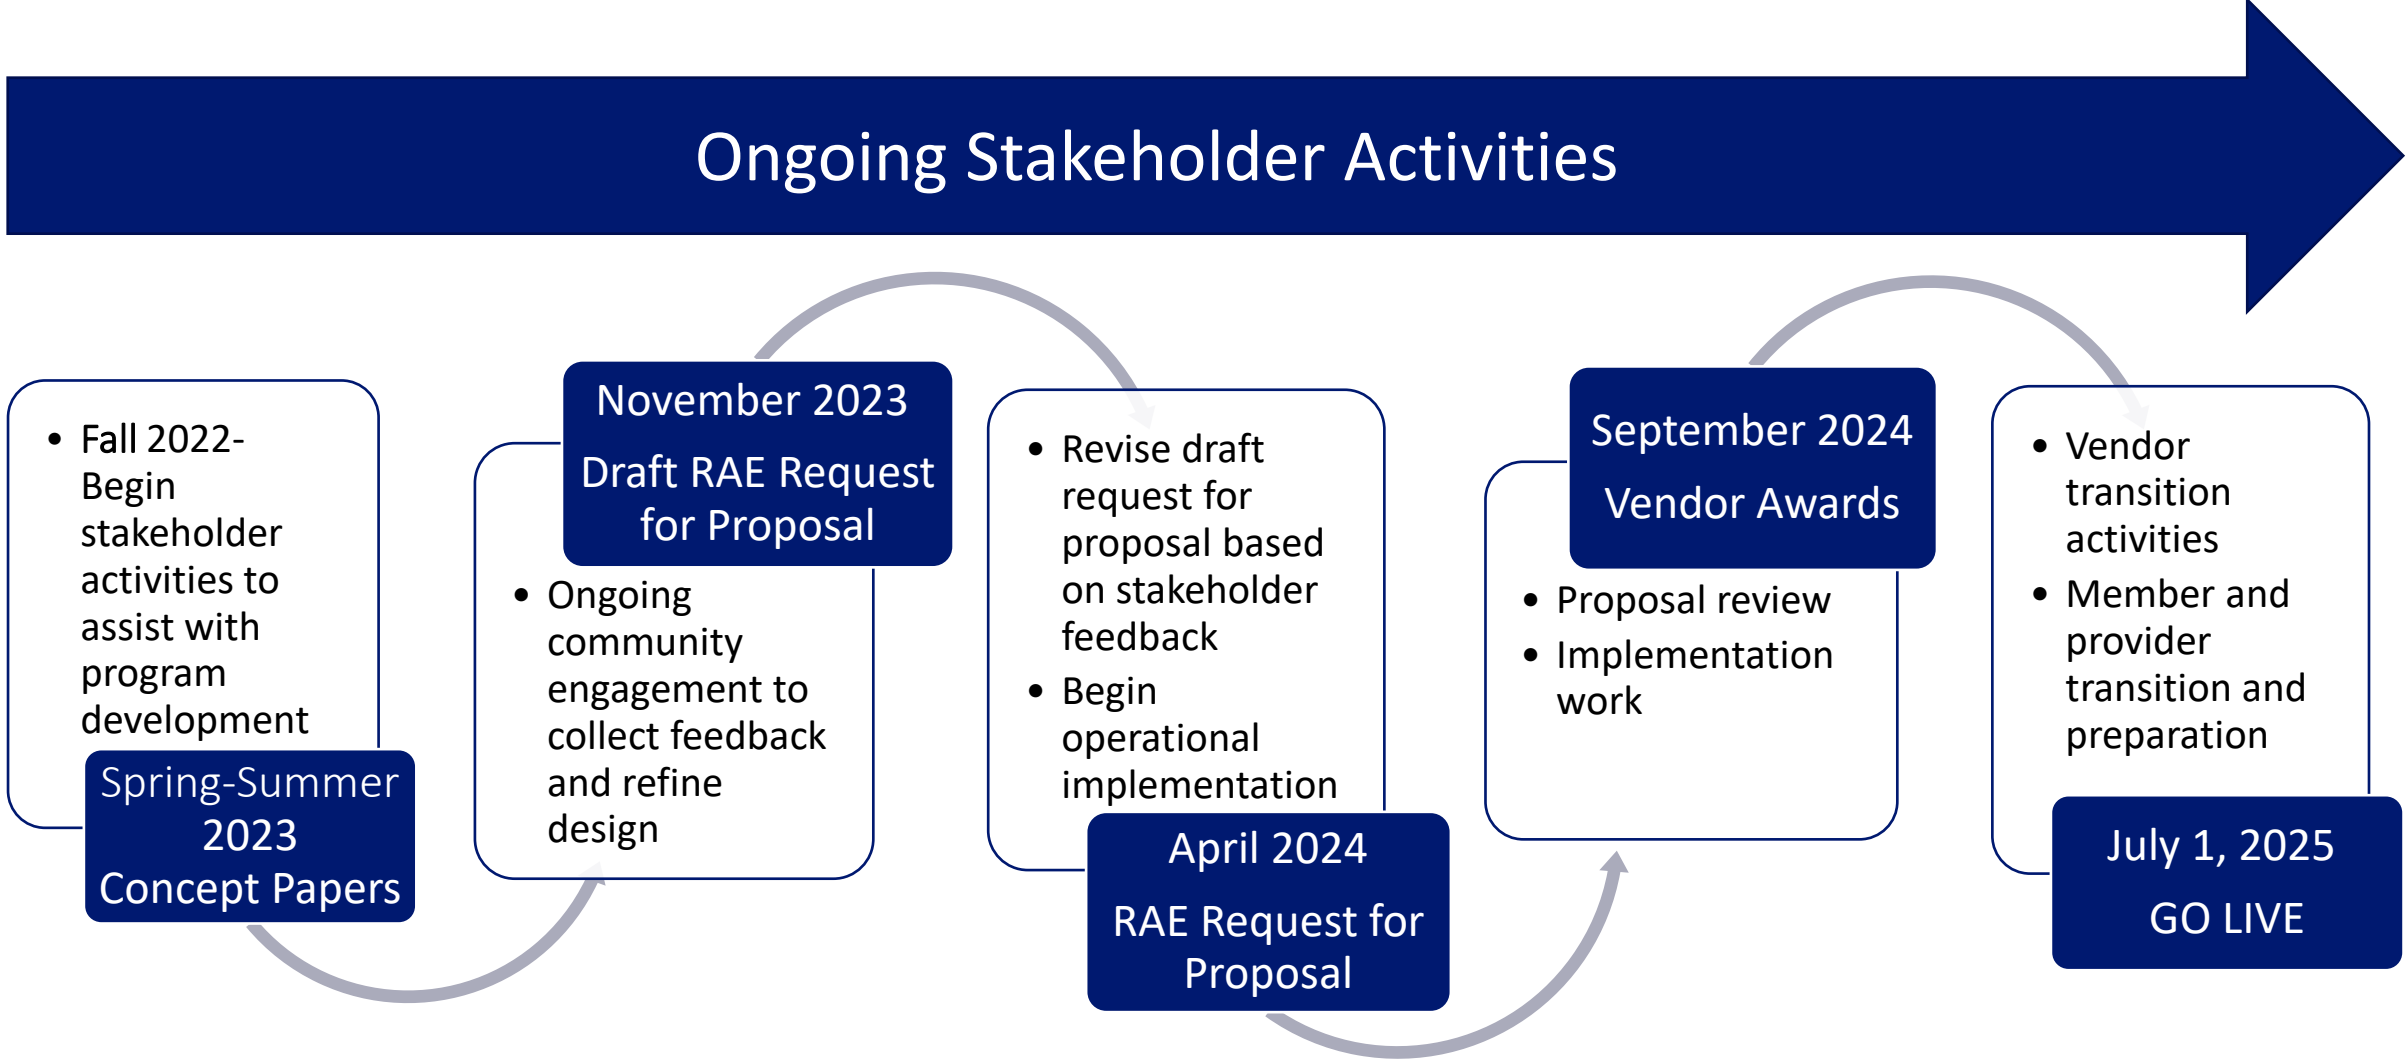 Ongoing Stakeholder Activities
• Fall 2022-
Begin
stakeholder
activities to
assist with
program
development
Spring-Summer
2023
Concept Papers
November 2023
Draft RAE Request
for Proposal
• Ongoing
community
engagement to
collect feedback
and refine
design
• Revise draft
request for
proposal based
on stakeholder
feedback
• Begin
operational
implementation
April 2024
RAE Request for
Proposal
September 2024
Vendor Awards
• Proposal review
• Implementation
work
• Vendor
transition
activities
• Member and
provider
transition and
preparation
July 1, 2025
GO LIVE